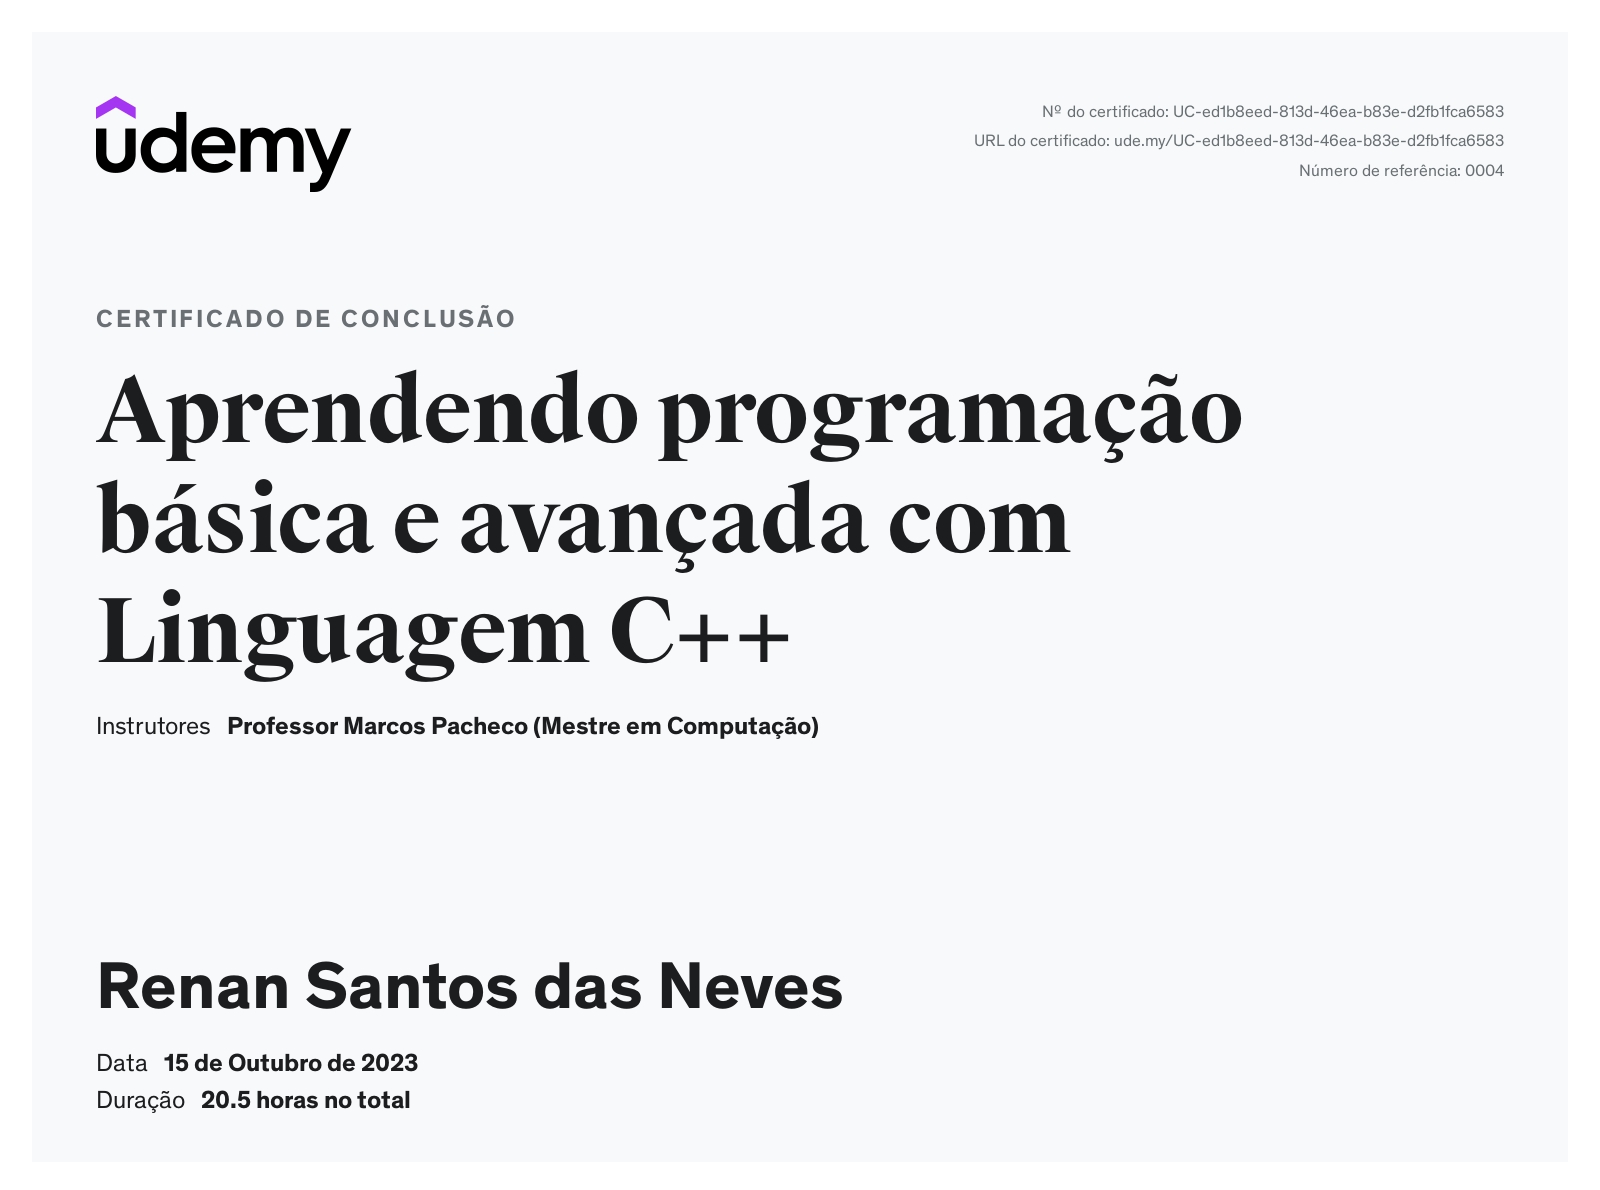 udemy
Nº do certificado: UC-ed1b8eed-813d-46ea-b83e-d2fb1fca6583
URL do certificado: ude.my/UC-ed1b8eed-813d-46ea-b83e-d2fb1fca6583
Número de referência: 0004
CERTIFICADO DE CONCLUSÃO
Aprendendo programação
básica e avançada com
Linguagem C++
Instrutores Professor Marcos Pacheco (Mestre em Computação)
Renan Santos das Neves
Data 15 de Outubro de 2023
Duração 20.5 horas no total